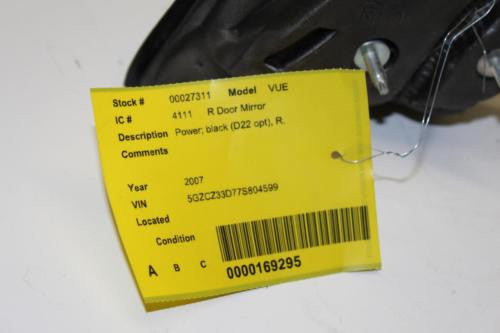 Stock # 00027311 Model VUE
IC # 4111 R Door Mirror
Description Power; black (D22 opt), R.
Comments
Year 2007
VIN 5GZCZ33D77S804599
Located
Condition
A B C 0000169295